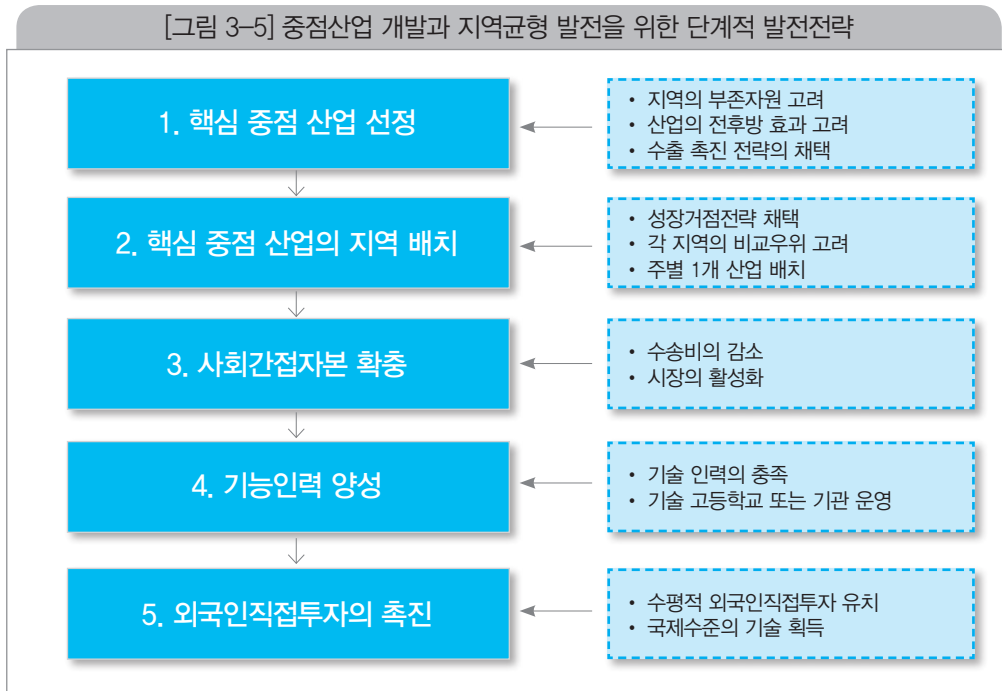 [그림 3-5] 중점산업 개발과 지역균형 발전을 위한 단계적 발전전략
1. 핵심 중점 산업 선정
• 지역의 부존자원 고려
• 산업의 전후방 효과 고려
• 수출 촉진 전략의 채택
2. 핵심 중점 산업의 지역 배치
• 성장거점전략 채택
• 각 지역의 비교우위 고려
• 주별 1개 산업 배치
3. 사회간접자본 확충
• 수송비의 감소
• 시장의 활성화
4. 기능인력 양성
• 기술 인력의 충족
• 기술 고등학교 또는 기관 운영
5. 외국인직접투자의 촉진
• 수평적 외국인직접투자 유치
• 국제수준의 기술 획득